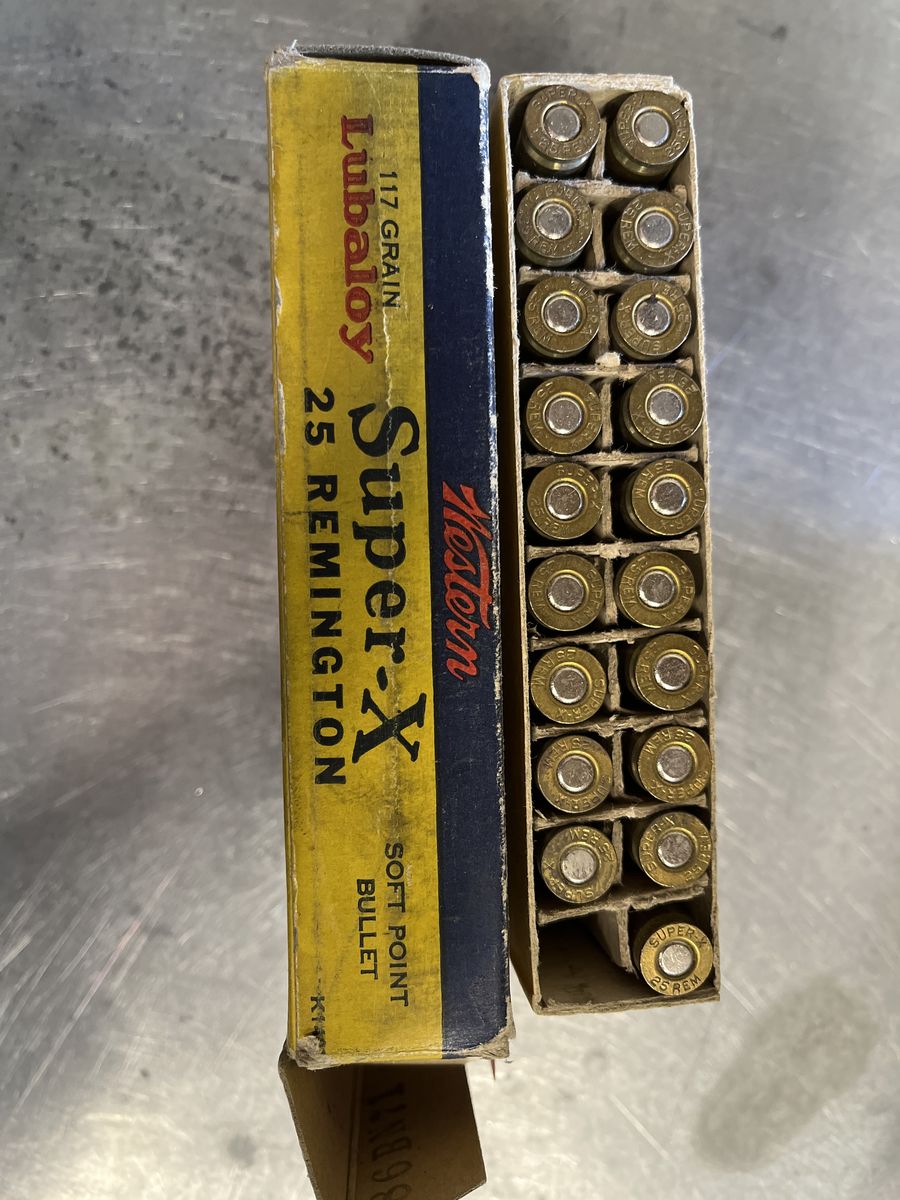 Western
117 GRAIN
Lubaloy
Super-X
SOFT POINT
BULLET
25 REMINGTON
SUPER-X
25 REM